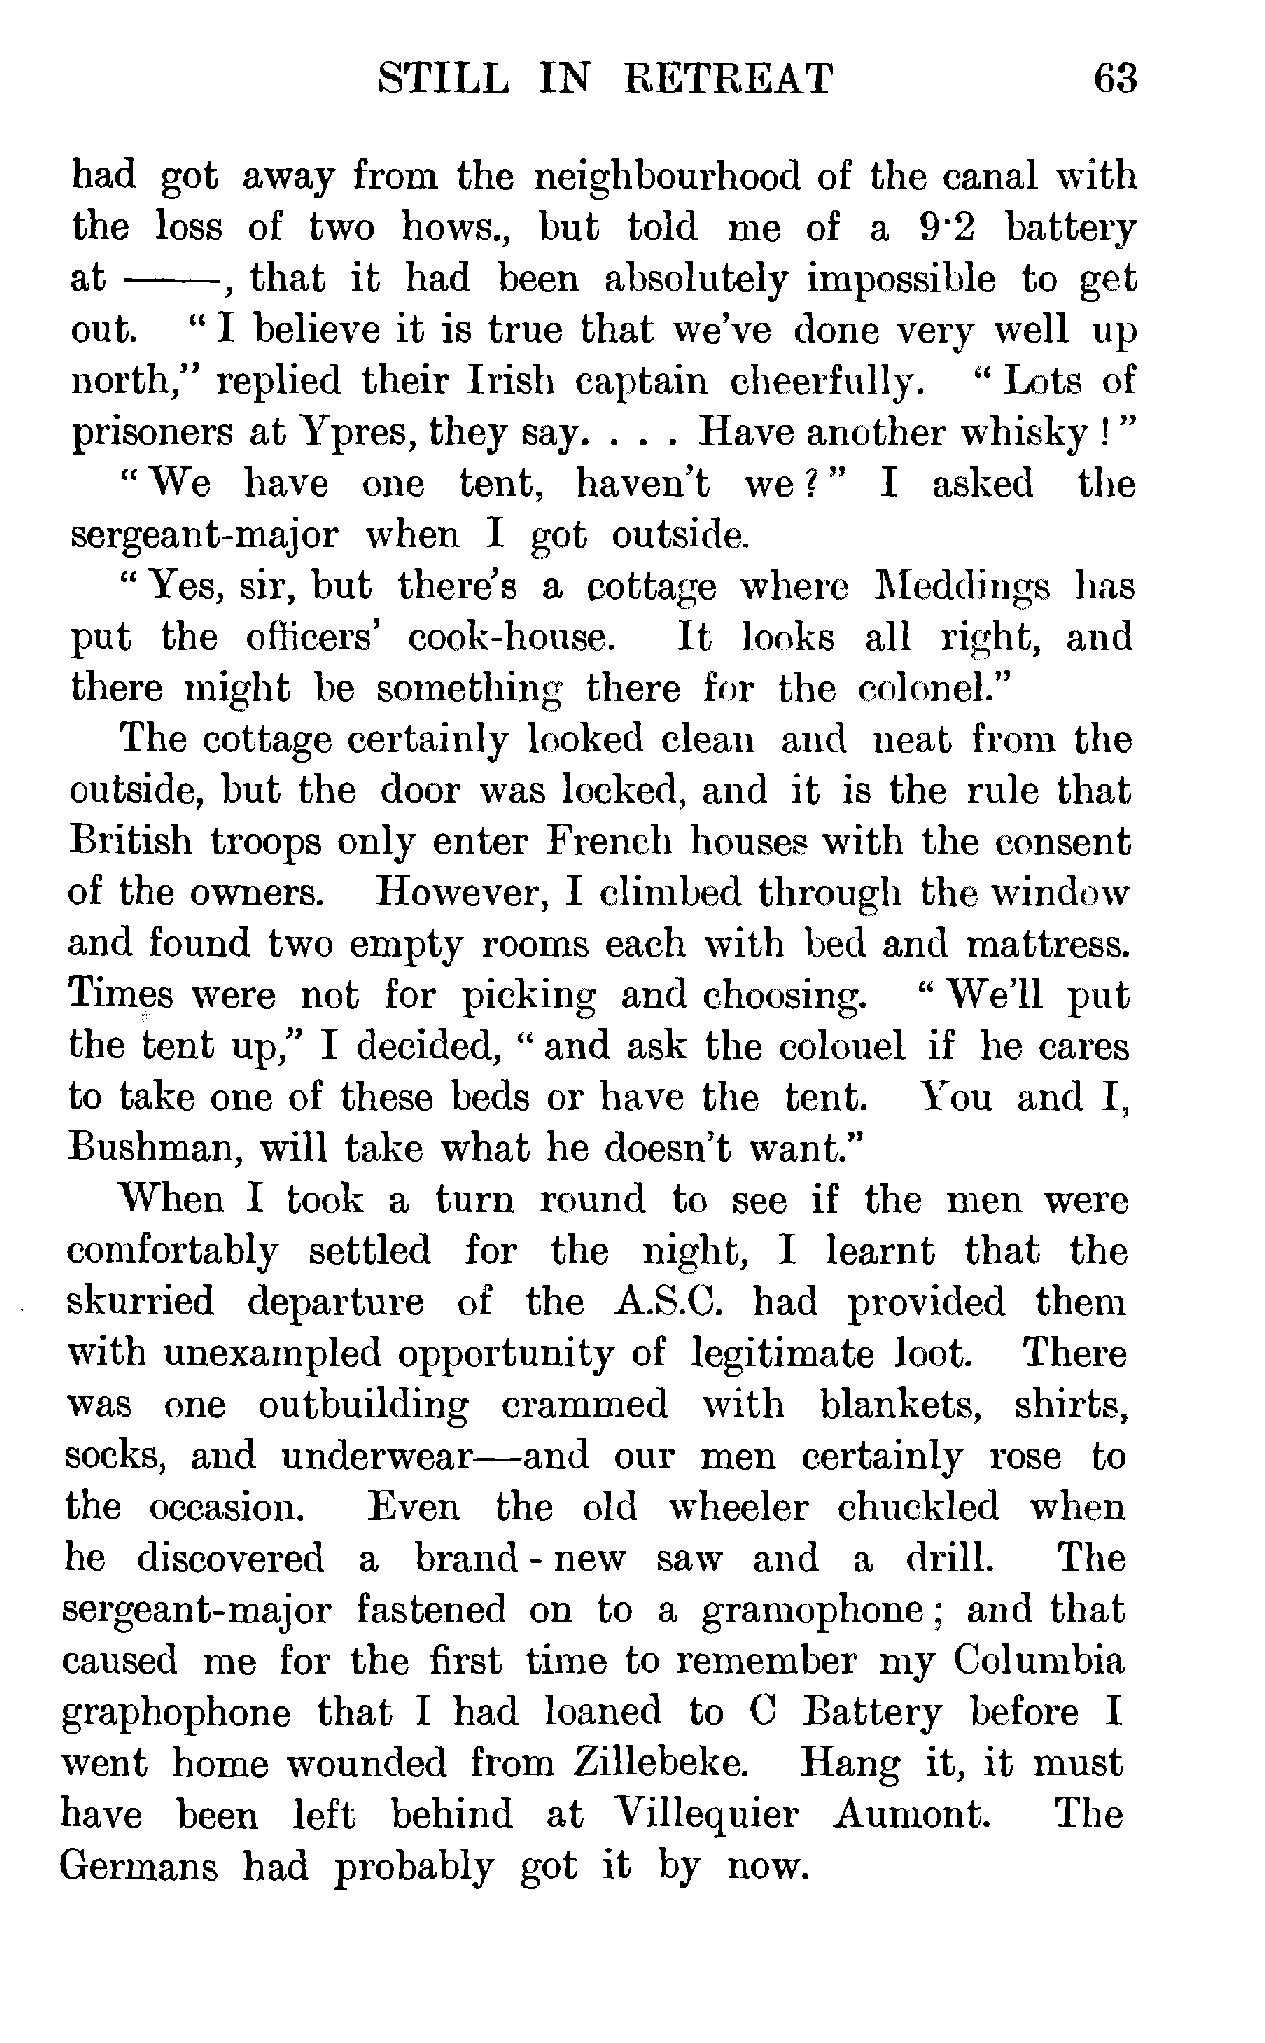 STILL IN RETREAT 63
had got away from the neighbourhood of the canal with
the loss of two hows., but told me of a 9·2 battery
at ——, that it had been absolutely impossible to get
out. “I believe it is true that we’ve done very well up
north,” replied their Irish captain cheerfully. “Lots of
prisoners at Ypres, they say. . . . Have another whisky!”
“We have one tent, haven’t we?” I asked the
sergeant-major when I got outside.
“Yes, sir, but there’s a cottage where Meddings has
put the officers’ cook-house. It looks all right, and
there might be something there for the colonel.”
The cottage certainly looked clean and neat from the
outside, but the door was locked, and it is the rule that
British troops only enter French houses with the consent
of the owners. However, I climbed through the window
and found two empty rooms each with bed and mattress.
Times were not for picking and choosing. “We’ll put
the tent up,” I decided, “and ask the colonel if he cares
to take one of these beds or have the tent. You and I,
Bushman, will take what he doesn’t want.”
When I took a turn round to see if the men were
comfortably settled for the night, I learnt that the
skurried departure of the A.S.C. had provided them
with unexampled opportunity of legitimate loot. There
was one outbuilding crammed with blankets, shirts,
socks, and underwear—and our men certainly rose to
the occasion. Even the old wheeler chuckled when
he discovered a brand-new saw and a drill. The
sergeant-major fastened on to a gramophone; and that
caused me for the first time to remember my Columbia
graphophone that I had loaned to C Battery before I
went home wounded from Zillebeke. Hang it, it must
have been left behind at Villequier Aumont. The
Germans had probably got it by now.